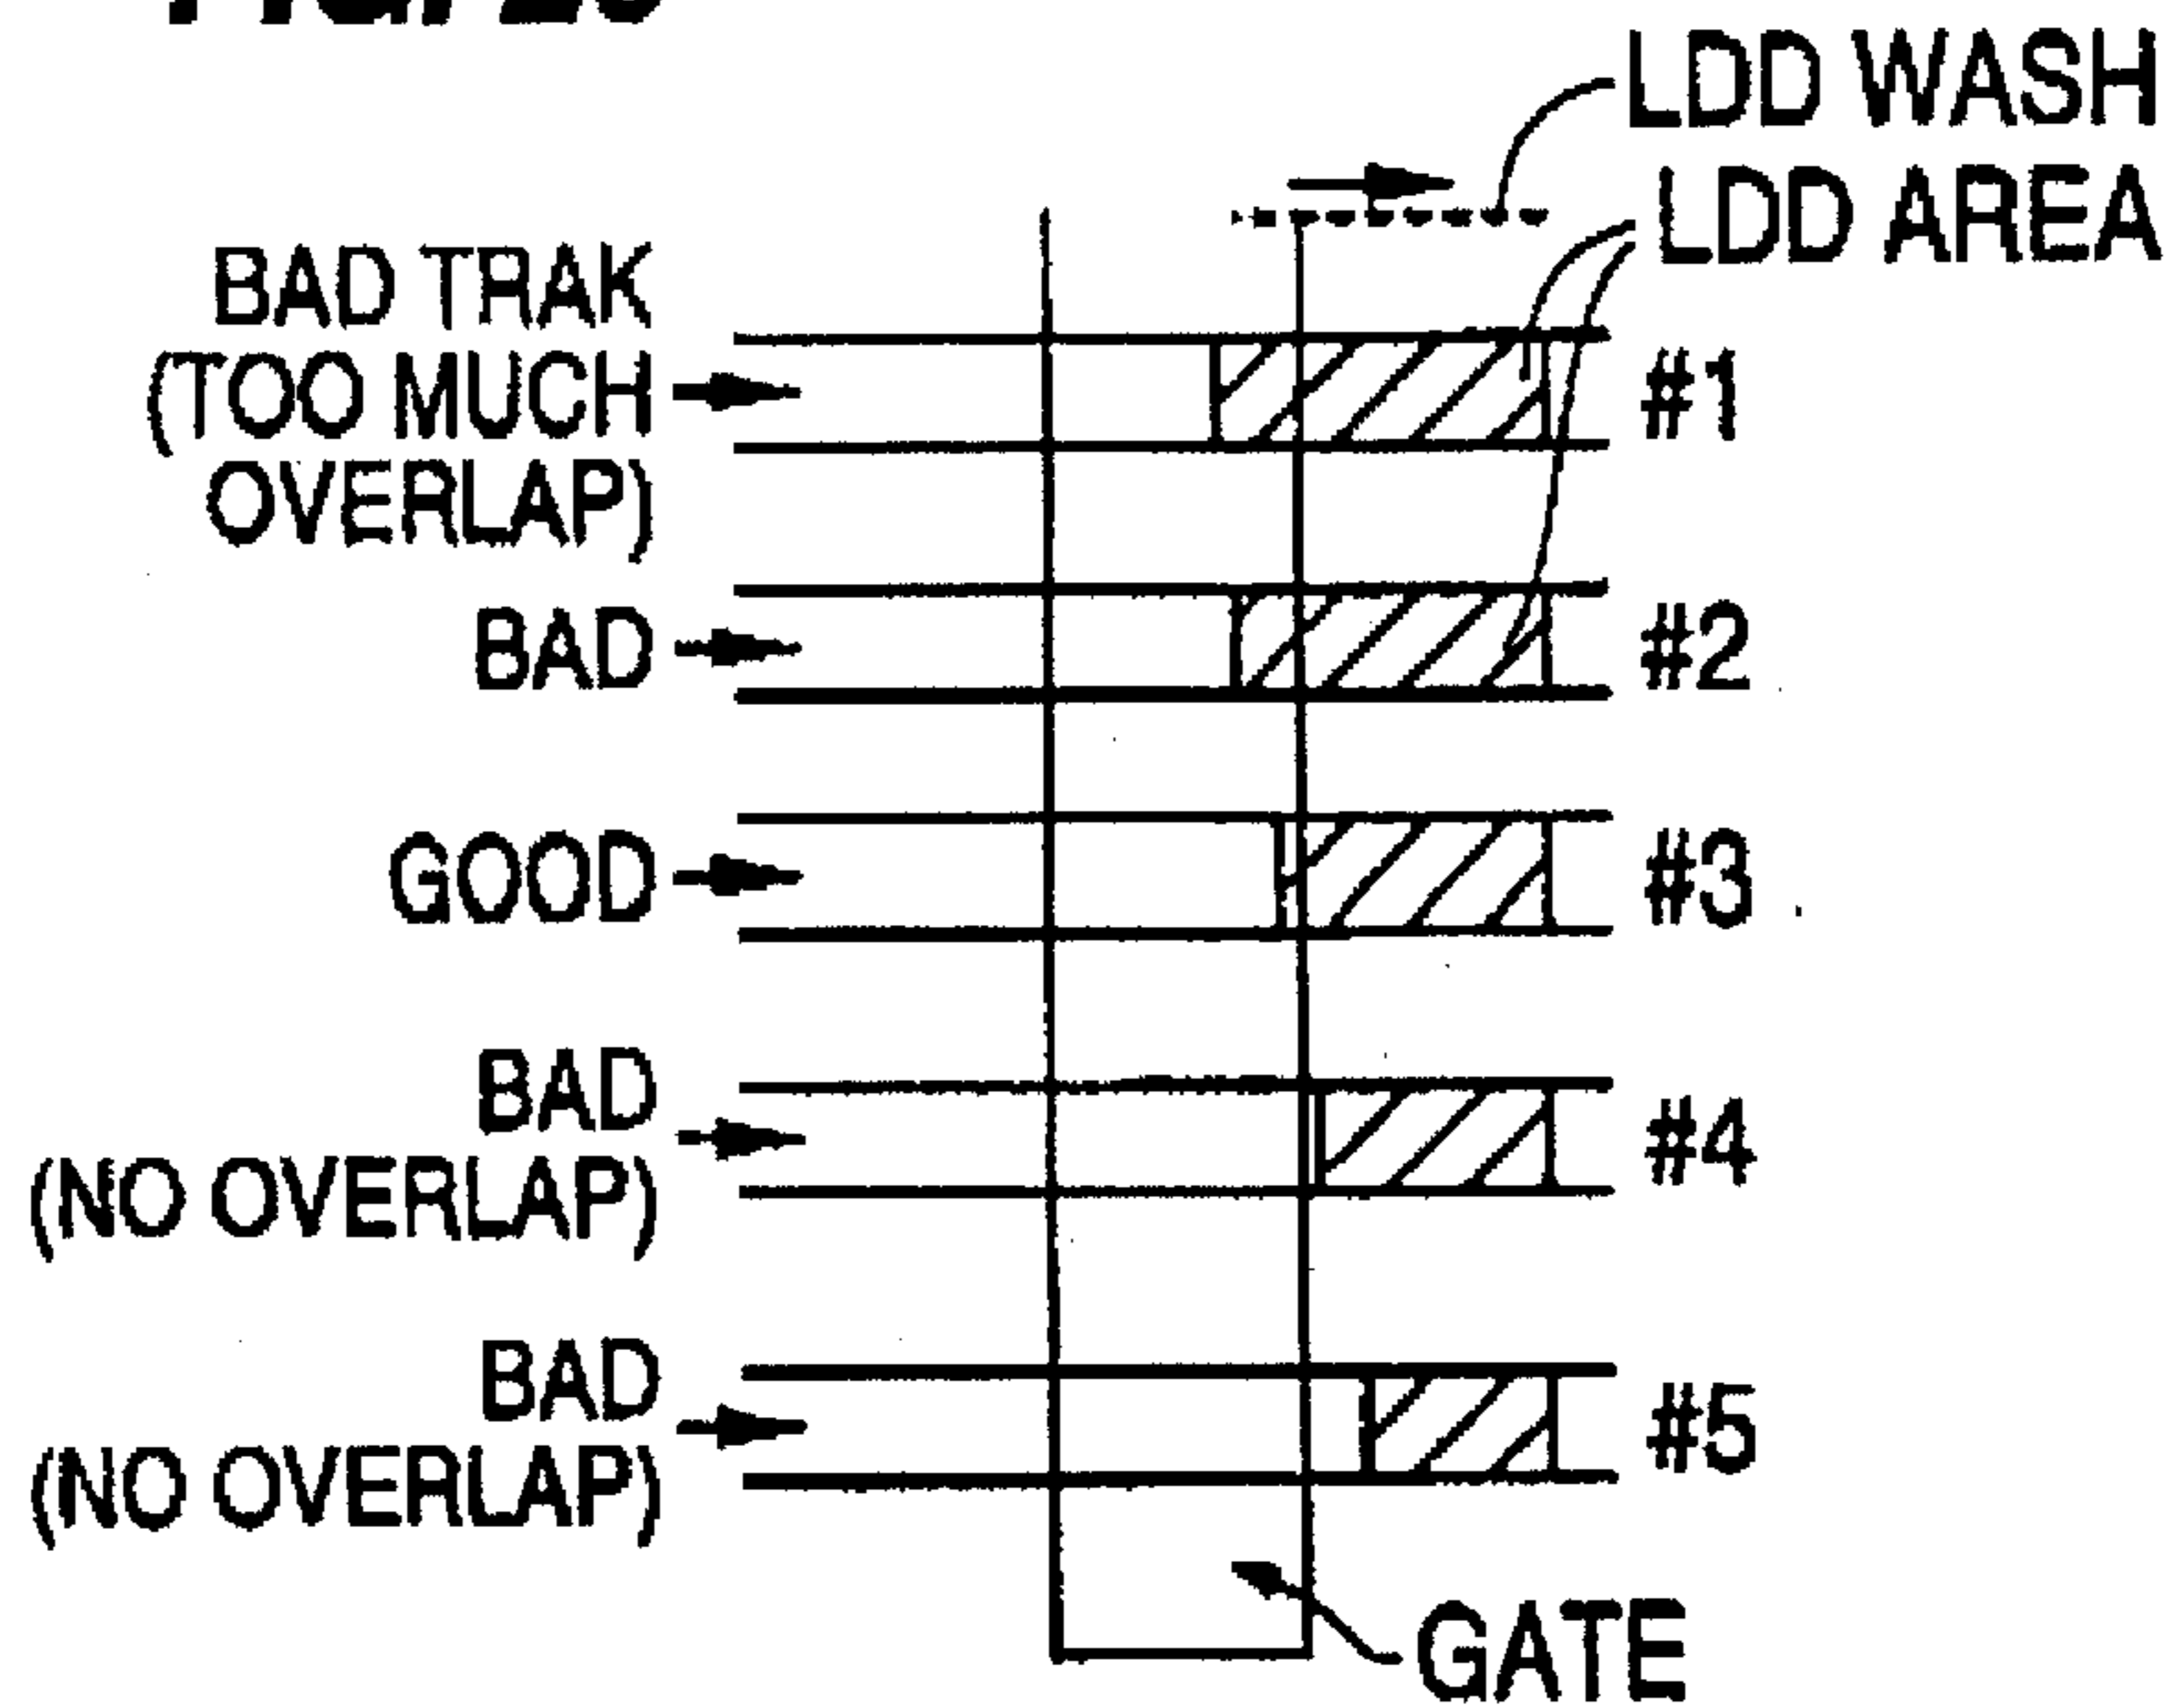 LDD WASH
LDD AREA
BAD TRAK
(TOO MUCH
OVERLAP)
#1
BAD
#2
GOOD
#3
BAD
(NO OVERLAP)
#4
BAD
(NO OVERLAP)
#5
GATE